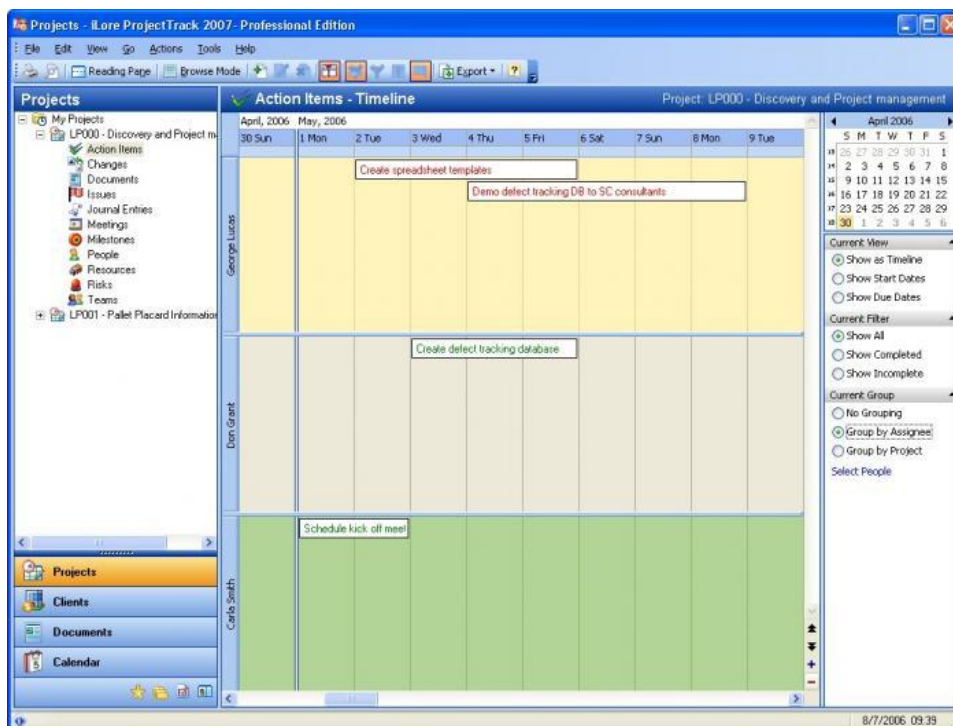 Projects - iLore ProjectTrack 2007- Professional Edition
File Edit View Go Actions Tools Help
Reading Page Browse Mode Export ?
Projects
My Projects
LP000 - Discovery and Project m
Action Items
Changes
Documents
Issues
Journal Entries
Meetings
Milestones
People
Resources
Risks
Teams
LP001 - Pallet Placard Information
Projects
Clients
Documents
Calendar
Action Items - Timeline Project: LP000 - Discovery and Project management
April, 2006 May, 2006
30 Sun 1 Mon 2 Tue 3 Wed 4 Thu 5 Fri 6 Sat 7 Sun 8 Mon 9 Tue
George Lucas
Create spreadsheet templates
Demo defect tracking DB to SC consultants
Don Grant
Create defect tracking database
Carla Smith
Schedule kick off meet
April 2006
S M T W T F S
26 27 28 29 30 31 1
2 3 4 5 6 7 8
9 10 11 12 13 14 15
16 17 18 19 20 21 22
23 24 25 26 27 28 29
30 1 2 3 4 5 6
Current View
Show as Timeline
Show Start Dates
Show Due Dates
Current Filter
Show All
Show Completed
Show Incomplete
Current Group
No Grouping
Group by Assignee
Group by Project
Select People
8/7/2006 09:39